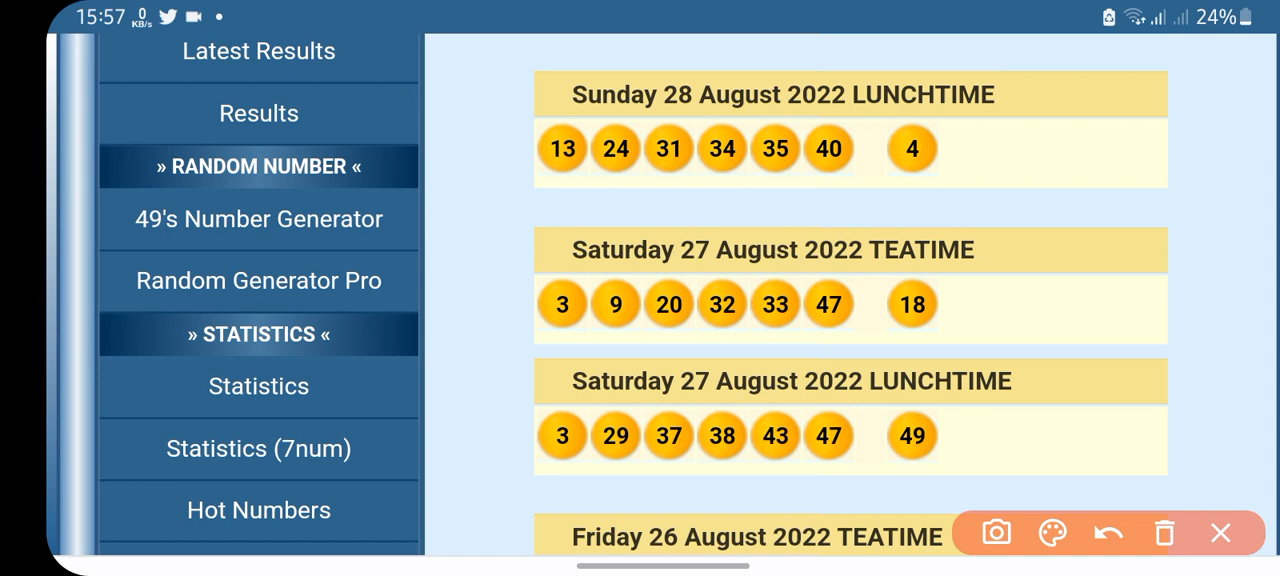 15:57 0 KB/s 24%
Latest Results
Results
» RANDOM NUMBER «
49's Number Generator
Random Generator Pro
» STATISTICS «
Statistics
Statistics (7num)
Hot Numbers
Sunday 28 August 2022 LUNCHTIME
13 24 31 34 35 40 4
Saturday 27 August 2022 TEATIME
3 9 20 32 33 47 18
Saturday 27 August 2022 LUNCHTIME
3 29 37 38 43 47 49
Friday 26 August 2022 TEATIME